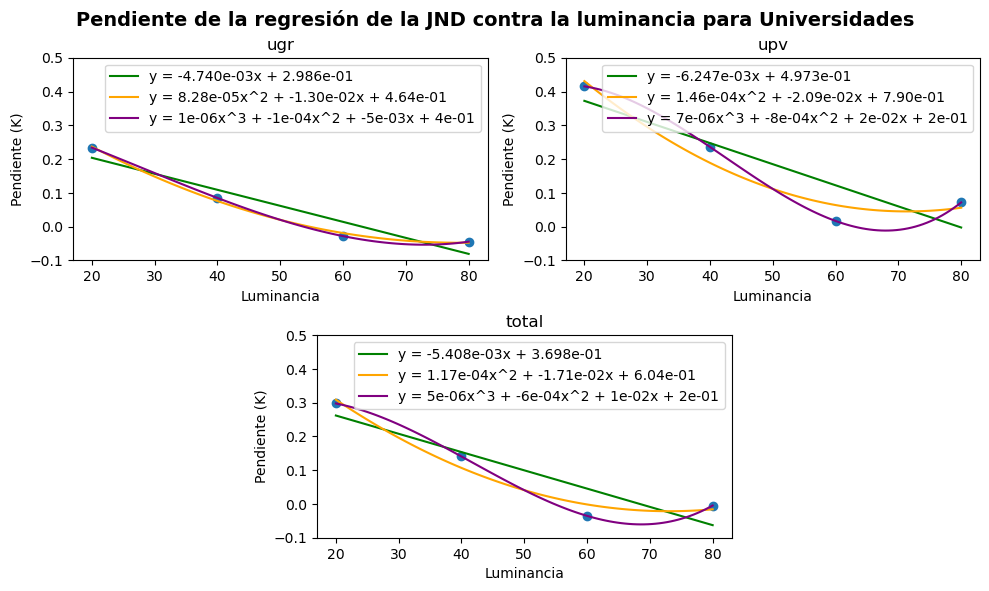 Pendiente de la regresión de la JND contra la luminancia para Universidades
ugr
y = -4.740e-03x + 2.986e-01
y = 8.28e-05x^2 + -1.30e-02x + 4.64e-01
y = 1e-06x^3 + -1e-04x^2 + -5e-03x + 4e-01
Pendiente (K)
0.5
0.4
0.3
0.2
0.1
0.0
−0.1
20 30 40 50 60 70 80
Luminancia
upv
y = -6.247e-03x + 4.973e-01
y = 1.46e-04x^2 + -2.09e-02x + 7.90e-01
y = 7e-06x^3 + -8e-04x^2 + 2e-02x + 2e-01
Pendiente (K)
0.5
0.4
0.3
0.2
0.1
0.0
−0.1
20 30 40 50 60 70 80
Luminancia
total
y = -5.408e-03x + 3.698e-01
y = 1.17e-04x^2 + -1.71e-02x + 6.04e-01
y = 5e-06x^3 + -6e-04x^2 + 1e-02x + 2e-01
Pendiente (K)
0.5
0.4
0.3
0.2
0.1
0.0
−0.1
20 30 40 50 60 70 80
Luminancia